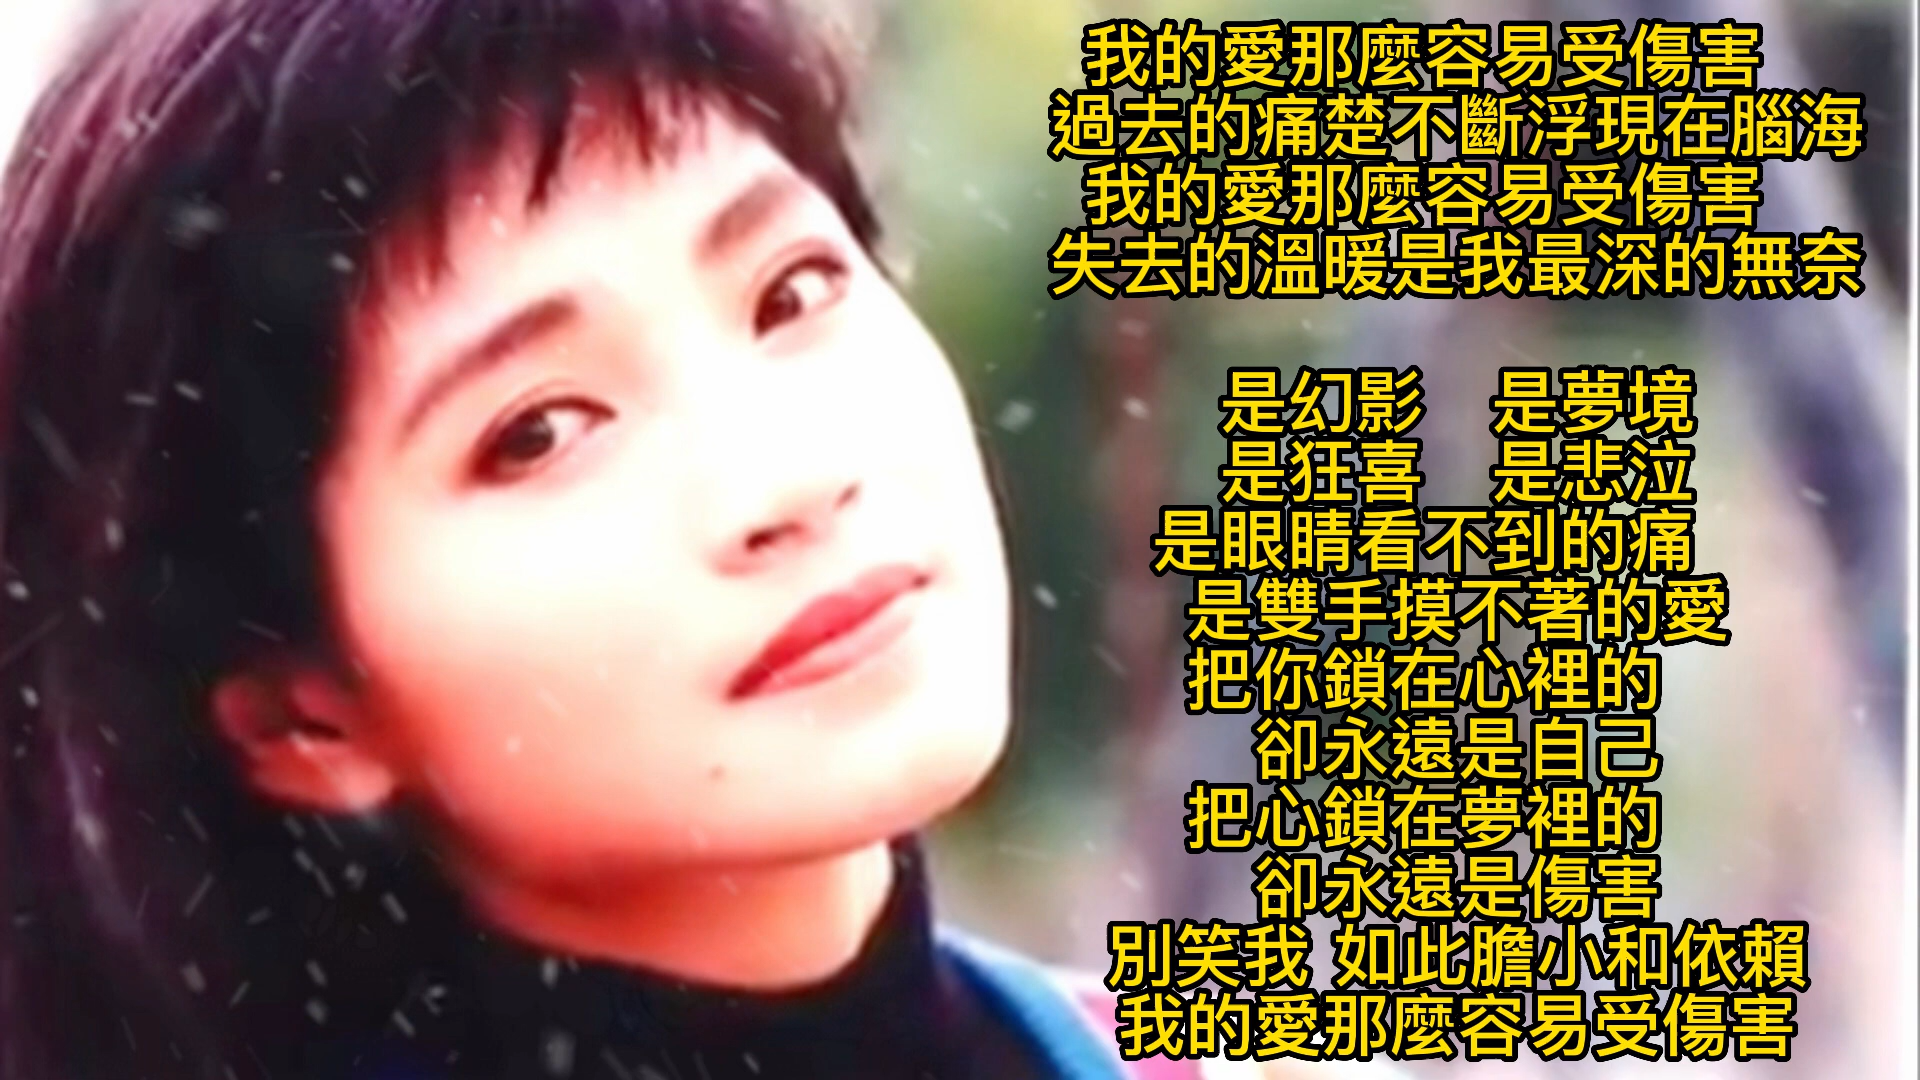 我的愛那麼容易受傷害
過去的痛楚不斷浮現在腦海
我的愛那麼容易受傷害
失去的溫暖是我最深的無奈
是幻影 是夢境
是狂喜 是悲泣
是眼睛看不到的痛
是雙手摸不著的愛
把你鎖在心裡的
卻永遠是自己
把心鎖在夢裡的
卻永遠是傷害
別笑我 如此膽小和依賴
我的愛那麼容易受傷害